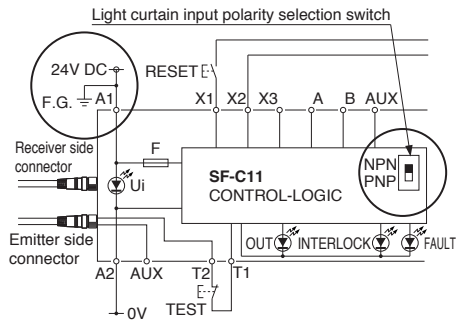 Light curtain input polarity selection switch
24V DC
RESET
F.G.
A1
X1
X2
X3
A
B
AUX
Receiver side
connector
F
Ui
SF-C11
CONTROL-LOGIC
NPN
PNP
Emitter side
connector
OUT
INTERLOCK
FAULT
A2
AUX
T2
T1
TEST
0V